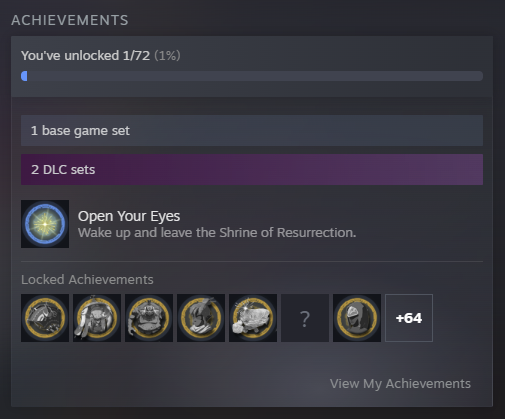 ACHIEVEMENTS
You've unlocked 1/72 (1%)
1 base game set
2 DLC sets
Open Your Eyes
Wake up and leave the Shrine of Resurrection.
Locked Achievements
?
+64
View My Achievements